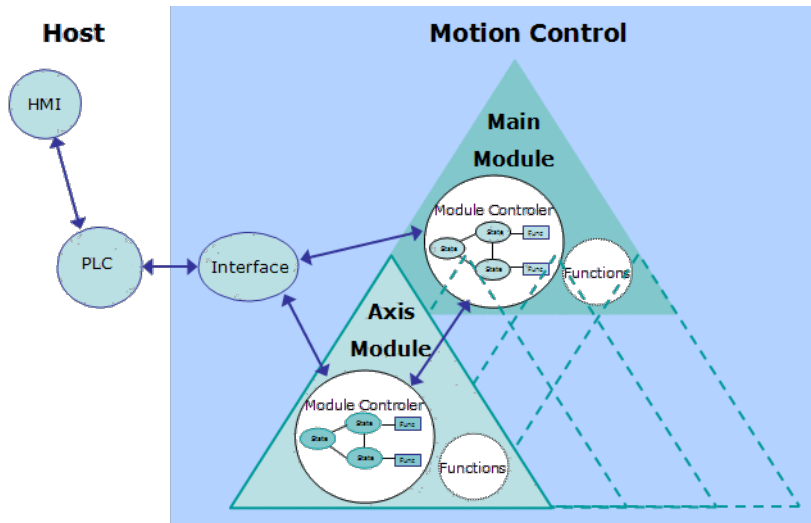 Host
Motion Control
HMI
Main
Module
Module Controler
State
State
Func
State
Func
PLC
Interface
Functions
Axis
Module
Module Controler
State
State
Func
State
Func
Functions